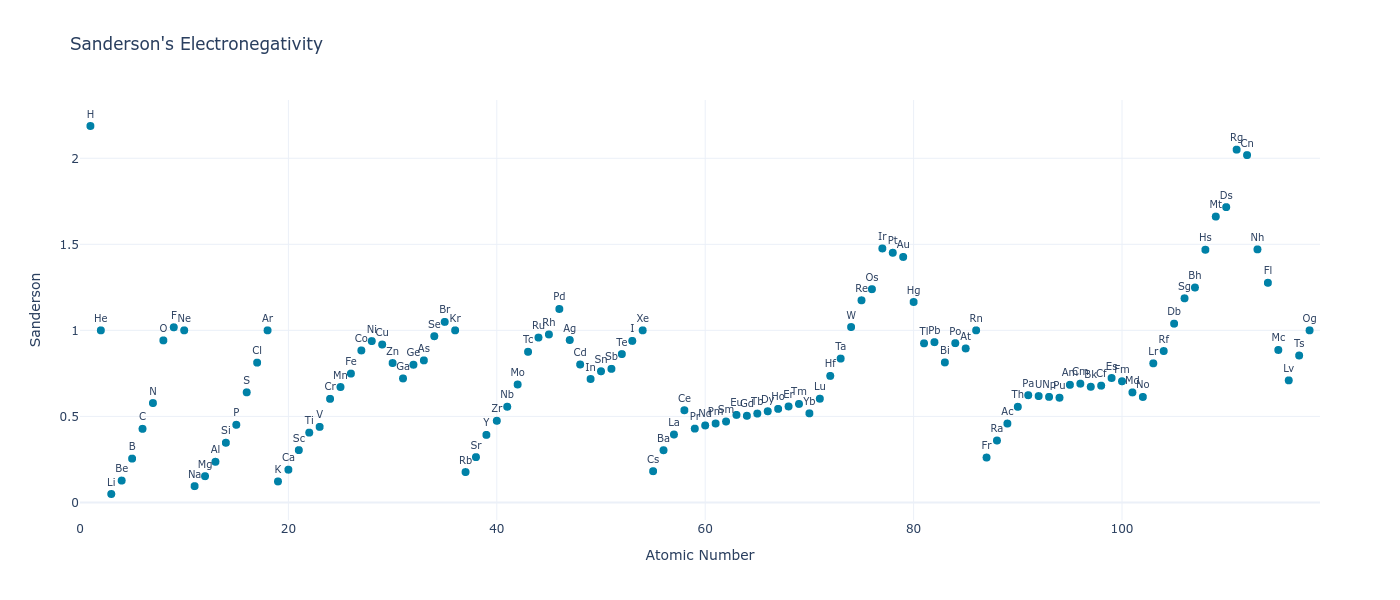 Sanderson's Electronegativity
Sanderson
2
1.5
1
0.5
0
H
He
Li
Be
B
C
N
O
F
Ne
Na
Mg
Al
Si
P
S
Cl
Ar
K
Ca
Sc
Ti
V
Cr
Mn
Fe
Co
Ni
Cu
Zn
Ga
Ge
As
Se
Br
Kr
Rb
Sr
Y
Zr
Nb
Mo
Tc
Ru
Rh
Pd
Ag
Cd
In
Sn
Sb
Te
I
Xe
Cs
Ba
La
Ce
Pr
Nd
Pm
Sm
Eu
Gd
Tb
Dy
Ho
Er
Tm
Yb
Lu
Hf
Ta
W
Re
Os
Ir
Pt
Au
Hg
Tl
Pb
Bi
Po
At
Rn
Fr
Ra
Ac
Th
Pa
U
Np
Pu
Am
Cm
Bk
Cf
Es
Fm
Md
No
Lr
Rf
Db
Sg
Bh
Hs
Mt
Ds
Rg
Cn
Nh
Fl
Mc
Lv
Ts
Og
0
20
40
60
80
100
Atomic Number